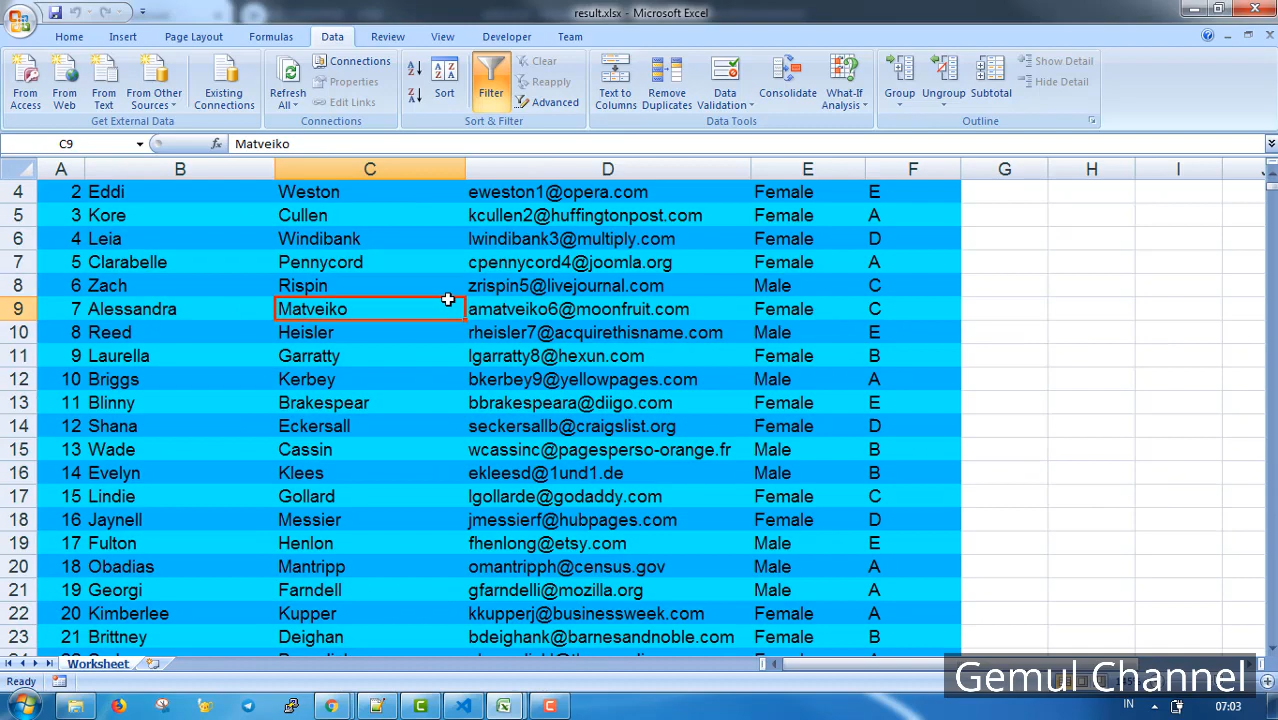 result.xlsx - Microsoft Excel
Home Insert Page Layout Formulas Data Review View Developer Team
From Access From Web From Text From Other Sources Existing Connections Refresh All Connections Properties Edit Links Sort Filter Clear Reapply Advanced Text to Columns Remove Duplicates Data Validation Consolidate What-If Analysis Group Ungroup Subtotal Show Detail Hide Detail
Get External Data Connections Sort & Filter Data Tools Outline
C9 fx Matveiko
A B C D E F G H I
4 2 Eddi Weston eweston1@opera.com Female E
5 3 Kore Cullen kcullen2@huffingtonpost.com Female A
6 4 Leia Windibank lwindibank3@multiply.com Female D
7 5 Clarabelle Pennycord cpennycord4@joomla.org Female A
8 6 Zach Rispin zrispin5@livejournal.com Male C
9 7 Alessandra Matveiko amatveiko6@moonfruit.com Female C
10 8 Reed Heisler rheisler7@acquirethisname.com Male E
11 9 Laurella Garratty lgarratty8@hexun.com Female B
12 10 Briggs Kerbey bkerbey9@yellowpages.com Male A
13 11 Blinny Brakespear bbrakespeara@diigo.com Female E
14 12 Shana Eckersall seckersallb@craigslist.org Female D
15 13 Wade Cassin wcassinc@pagesperso-orange.fr Male B
16 14 Evelyn Klees ekleesd@1und1.de Male B
17 15 Lindie Gollard lgollarde@godaddy.com Female C
18 16 Jaynell Messier jmessierf@hubpages.com Female D
19 17 Fulton Henlon fhenlong@etsy.com Male E
20 18 Obadias Mantripp omantripph@census.gov Male A
21 19 Georgi Farndell gfarndelli@mozilla.org Male A
22 20 Kimberlee Kupper kkupperj@businessweek.com Female A
23 21 Brittney Deighan bdeighank@barnesandnoble.com Female B
Worksheet
Ready
Gemul Channel
IN 07:03